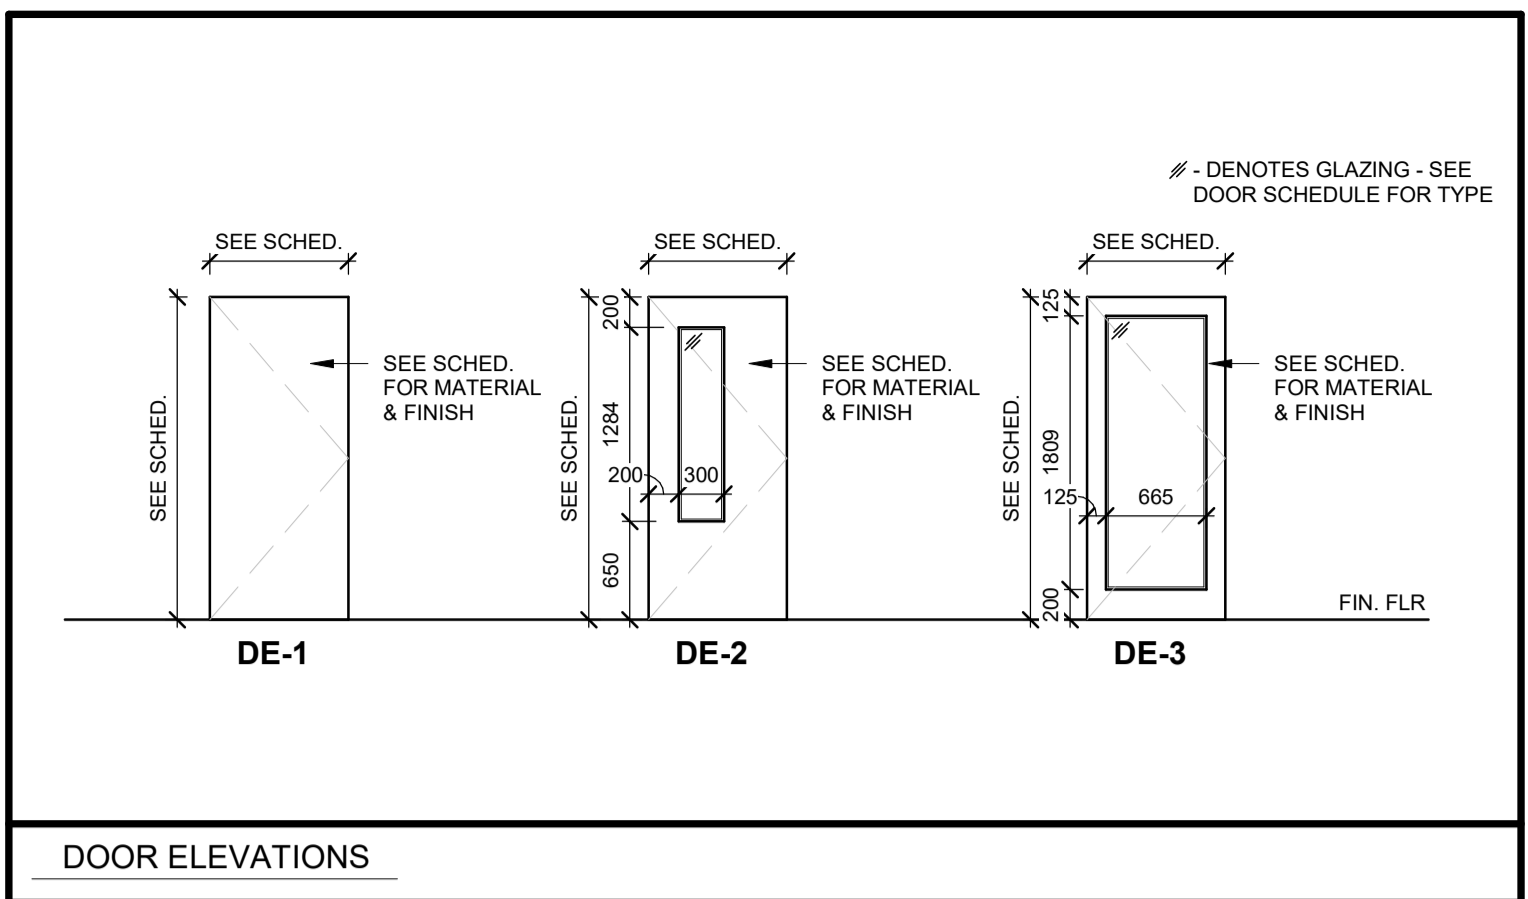 - DENOTES GLAZING - SEE
DOOR SCHEDULE FOR TYPE
SEE SCHED.
SEE SCHED.
SEE SCHED.
FOR MATERIAL
& FINISH
DE-1
SEE SCHED.
SEE SCHED.
200
1284
650
200
300
SEE SCHED.
FOR MATERIAL
& FINISH
DE-2
SEE SCHED.
SEE SCHED.
125
1809
200
125
665
SEE SCHED.
FOR MATERIAL
& FINISH
FIN. FLR
DE-3
DOOR ELEVATIONS